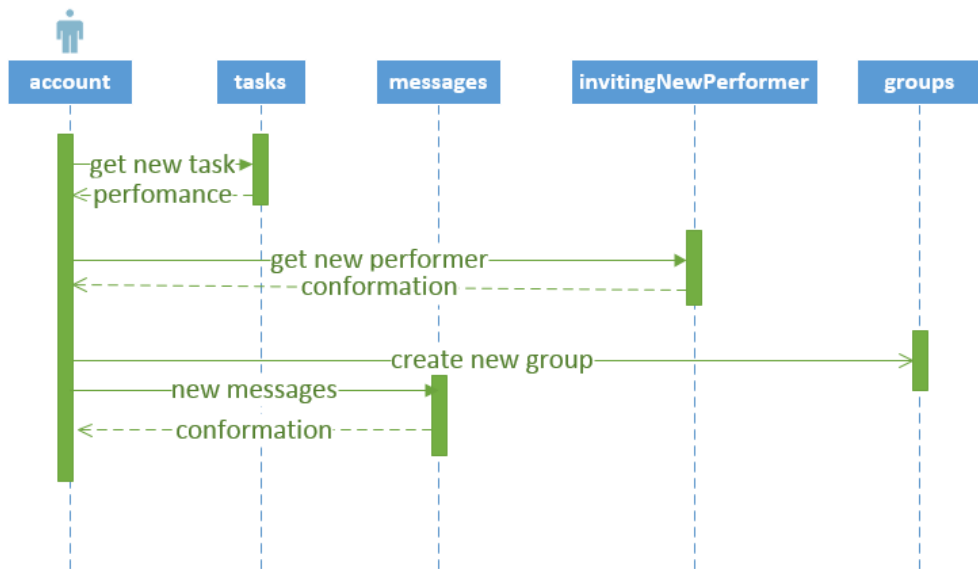 account
tasks
messages
invitingNewPerformer
groups
get new task
perfomance
get new performer
conformation
create new group
new messages
conformation